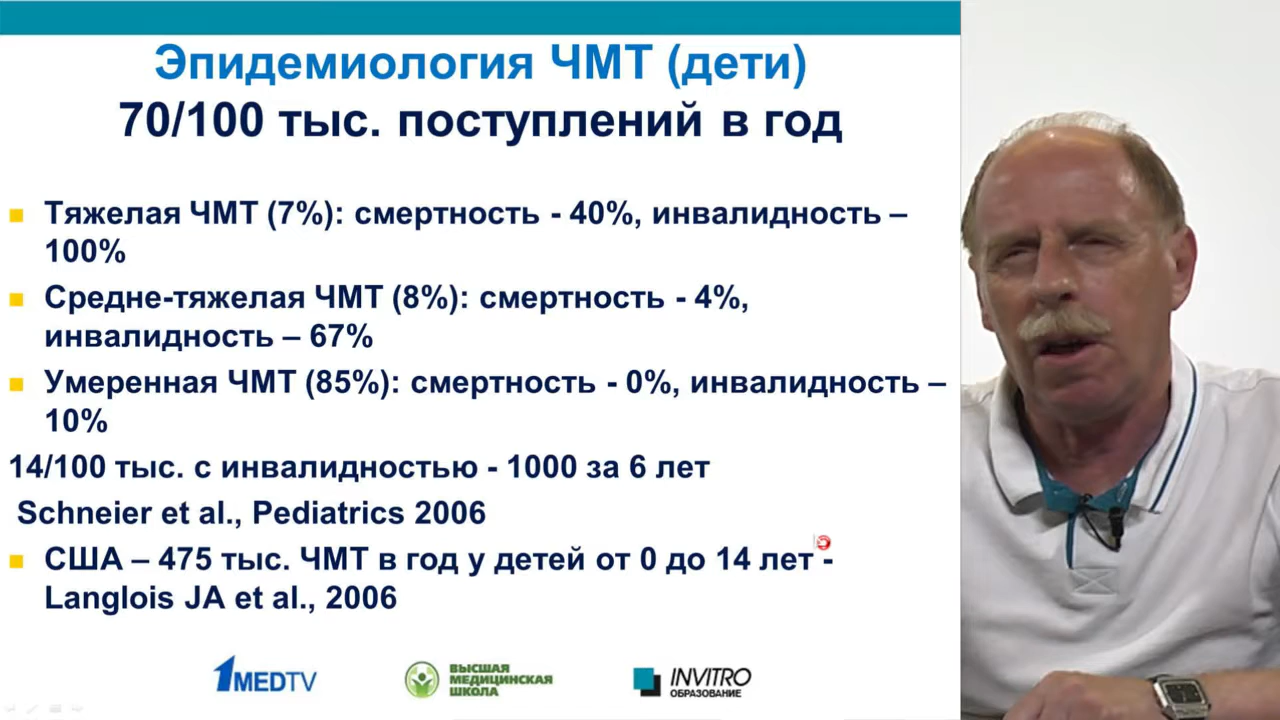 Эпидемиология ЧМТ (дети)
70/100 тыс. поступлений в год
Тяжелая ЧМТ (7%): смертность - 40%, инвалидность –
100%
Средне-тяжелая ЧМТ (8%): смертность - 4%,
инвалидность – 67%
Умеренная ЧМТ (85%): смертность - 0%, инвалидность –
10%
14/100 тыс. с инвалидностью - 1000 за 6 лет
Schneier et al., Pediatrics 2006
США – 475 тыс. ЧМТ в год у детей от 0 до 14 лет -
Langlois JA et al., 2006
1MEDTV
ВЫСШАЯ
МЕДИЦИНСКАЯ
ШКОЛА
INVITRO
ОБРАЗОВАНИЕ